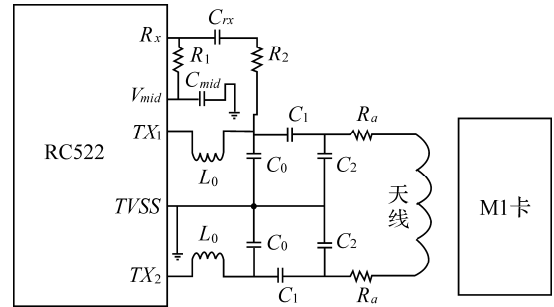 Rx
Crx
R1
R2
Vmid
Cmid
TX1
C1
Ra
RC522
L0
C0
C2
天线
M1卡
TVSS
L0
C0
C2
TX2
C1
Ra